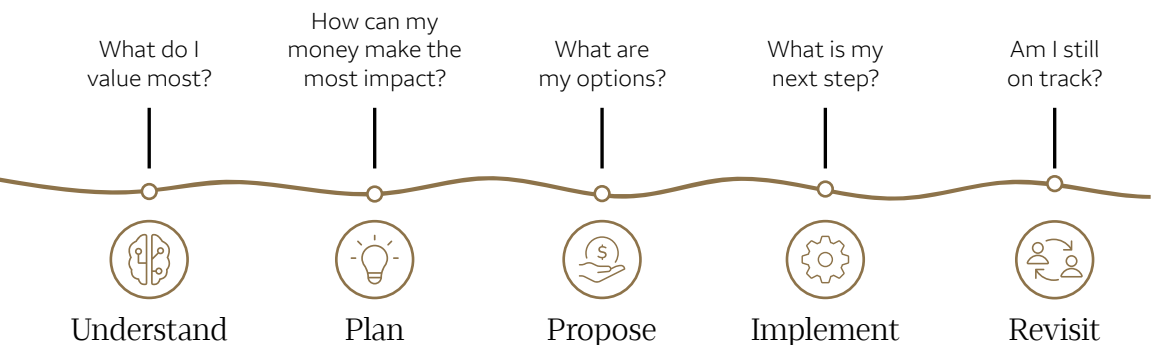 What do I
value most?
How can my
money make the
most impact?
What are
my options?
What is my
next step?
Am I still
on track?
$
Understand
Plan
Propose
Implement
Revisit